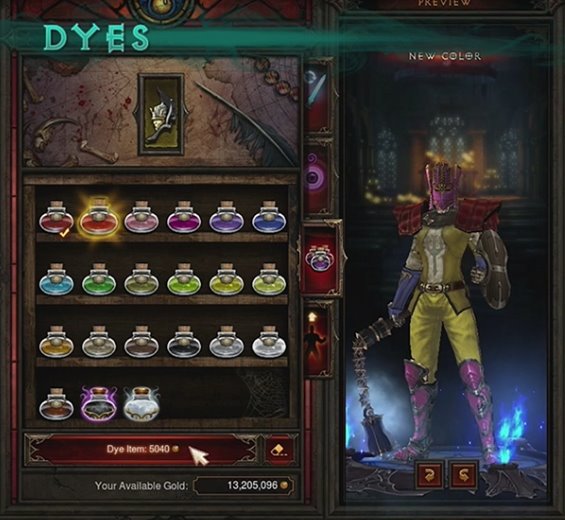 PREVIEW
DYES
NEW COLOR
Dye Item: 5040
Your Available Gold: 13,205,096